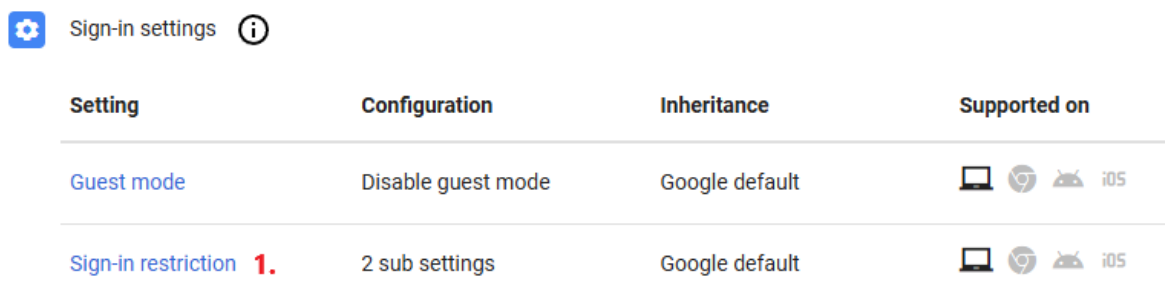 Sign-in settings
Setting Configuration Inheritance Supported on
Guest mode Disable guest mode Google default iOS
Sign-in restriction 1. 2 sub settings Google default iOS